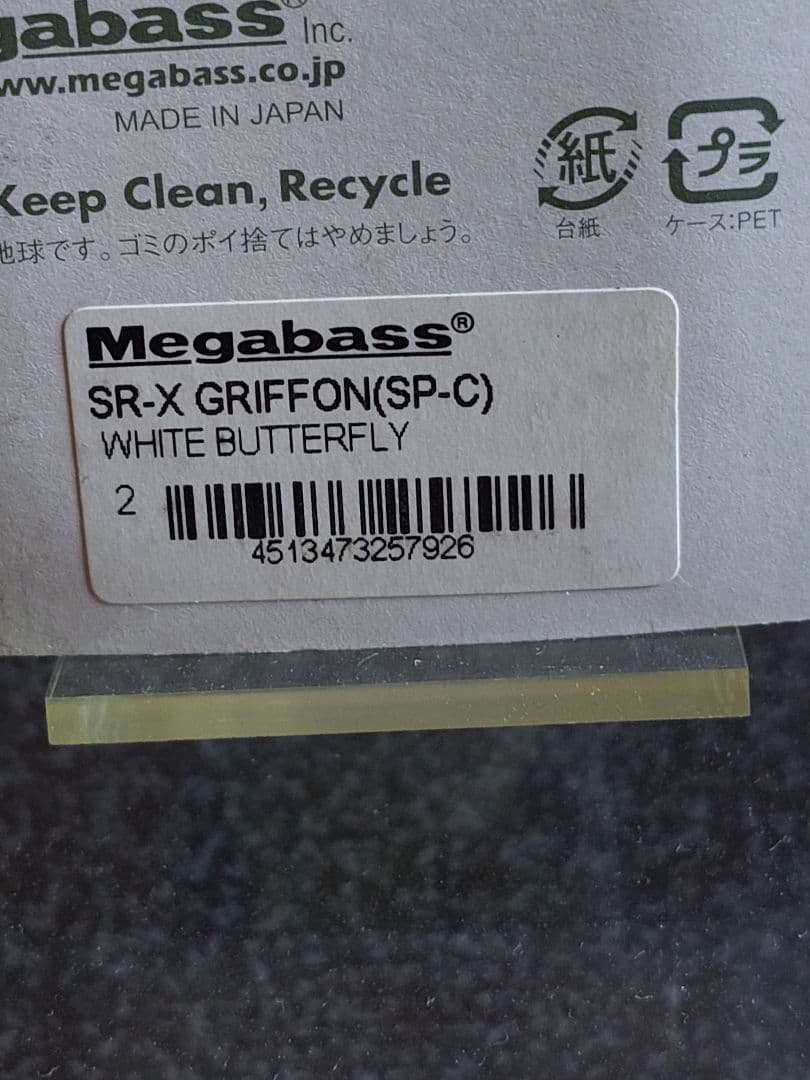 gabass® Inc.
ww.megabass.co.jp
MADE IN JAPAN
Keep Clean, Recycle
地球です。ゴミのポイ捨てはやめましょう。
紙
台紙
プラ
ケース:PET
Megabass®
SR-X GRIFFON(SP-C)
WHITE BUTTERFLY
2
4513473257926